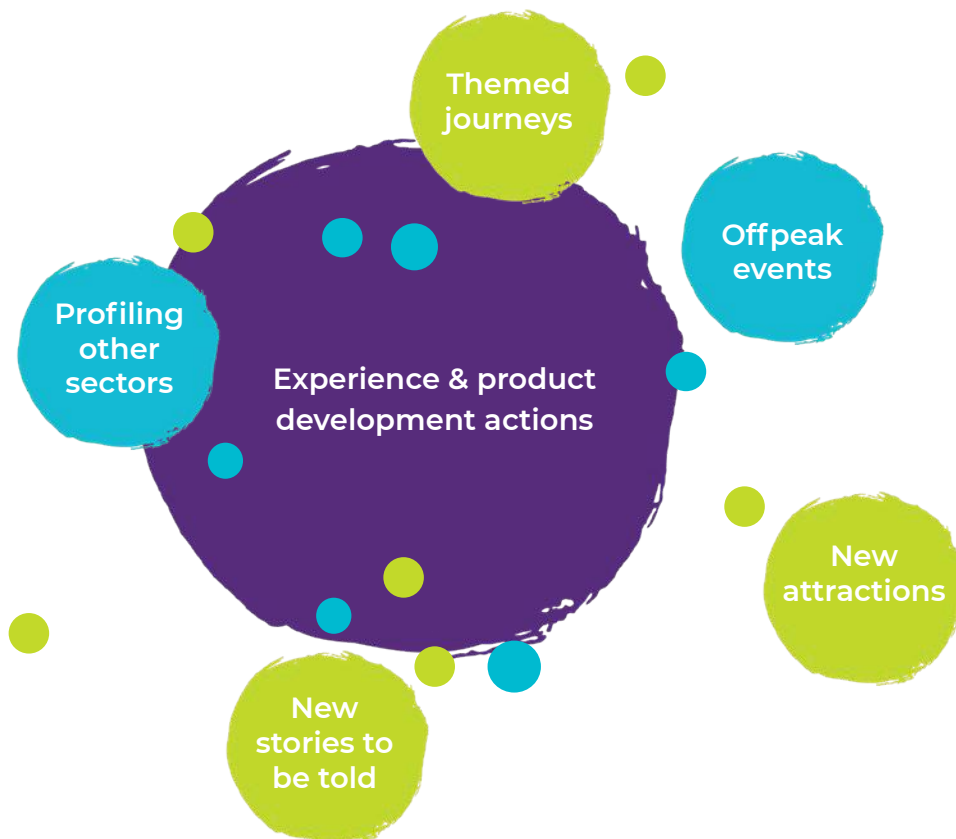 Themed
journeys
Offpeak
events
Profiling
other
sectors
Experience & product
development actions
New
attractions
New
stories to
be told